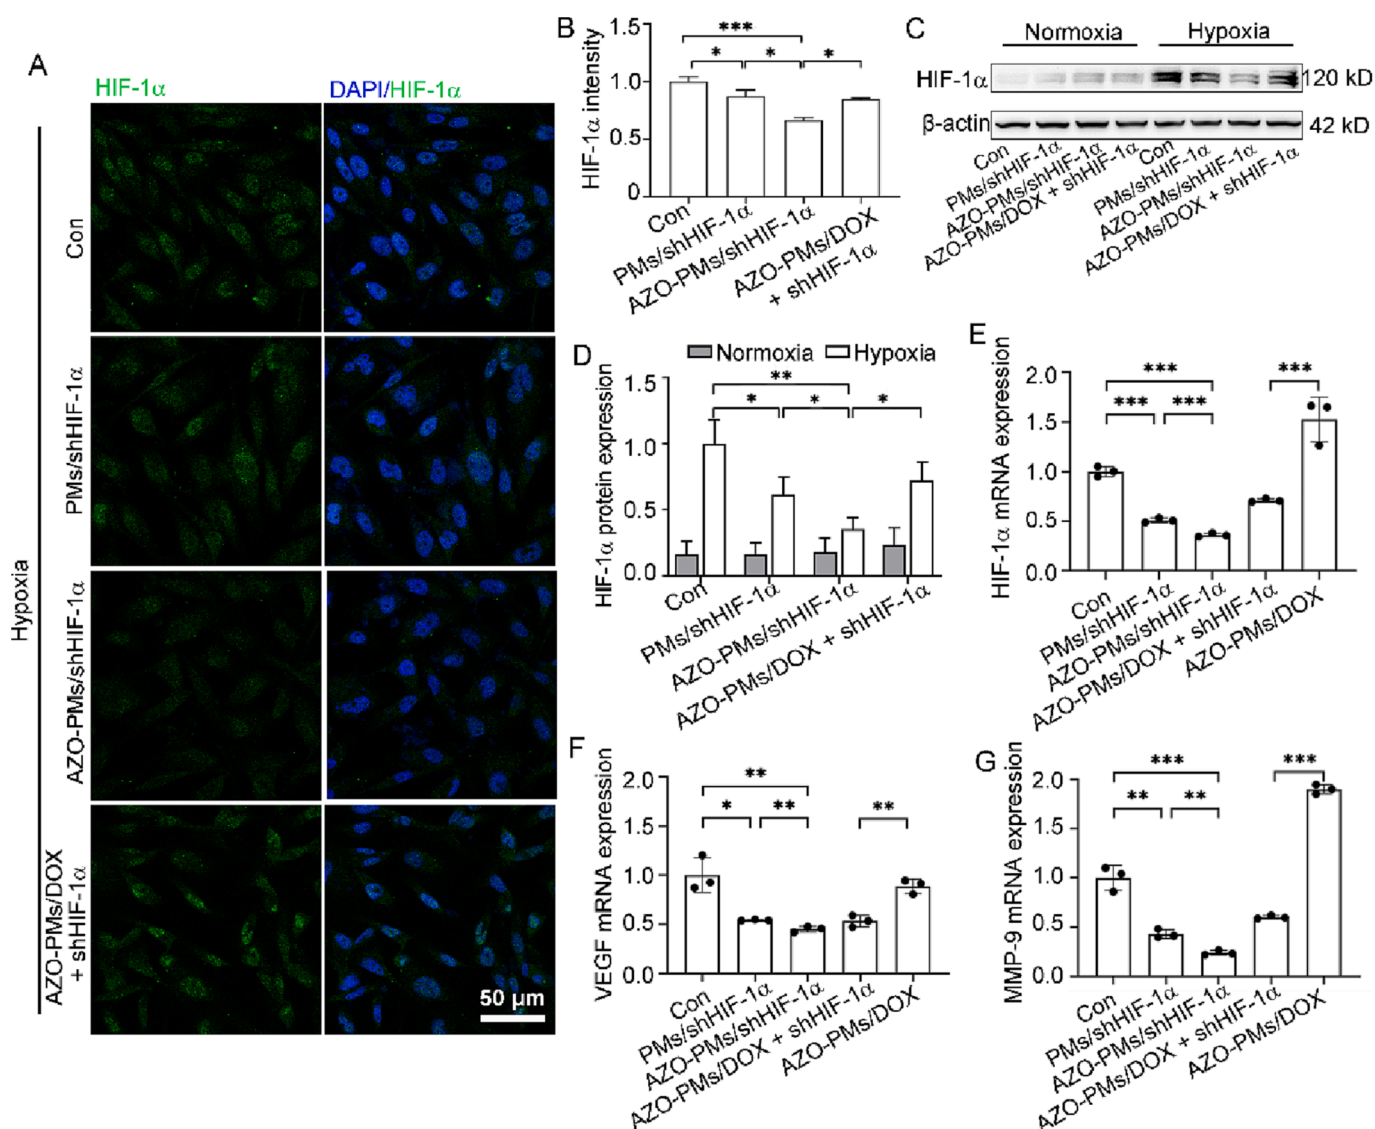 A
HIF-1α
DAPI/HIF-1α
Hypoxia
Con
PMs/shHIF-1α
AZO-PMs/shHIF-1α
AZO-PMs/DOX
+ shHIF-1α
50 μm
B
HIF-1α intensity
1.5
1.0
0.5
0
***
* * *
Con
PMs/shHIF-1α
AZO-PMs/shHIF-1α
AZO-PMs/DOX
+ shHIF-1α
C
Normoxia Hypoxia
HIF-1α 120 kD
β-actin 42 kD
Con
PMs/shHIF-1α
AZO-PMs/shHIF-1α
AZO-PMs/DOX + shHIF-1α
Con
PMs/shHIF-1α
AZO-PMs/shHIF-1α
AZO-PMs/DOX + shHIF-1α
D
Normoxia Hypoxia
HIF-1α protein expression
1.5
1.0
0.5
0.0
**
* * *
Con
PMs/shHIF-1α
AZO-PMs/shHIF-1α
AZO-PMs/DOX + shHIF-1α
E
HIF-1α mRNA expression
2.0
1.5
1.0
0.5
0.0
*** ***
*** ***
Con
PMs/shHIF-1α
AZO-PMs/shHIF-1α
AZO-PMs/DOX + shHIF-1α
AZO-PMs/DOX
F
VEGF mRNA expression
2.0
1.5
1.0
0.5
0.0
**
* ** **
Con
PMs/shHIF-1α
AZO-PMs/shHIF-1α
AZO-PMs/DOX + shHIF-1α
AZO-PMs/DOX
G
MMP-9 mRNA expression
2.0
1.5
1.0
0.5
0.0
*** ***
** **
Con
PMs/shHIF-1α
AZO-PMs/shHIF-1α
AZO-PMs/DOX + shHIF-1α
AZO-PMs/DOX